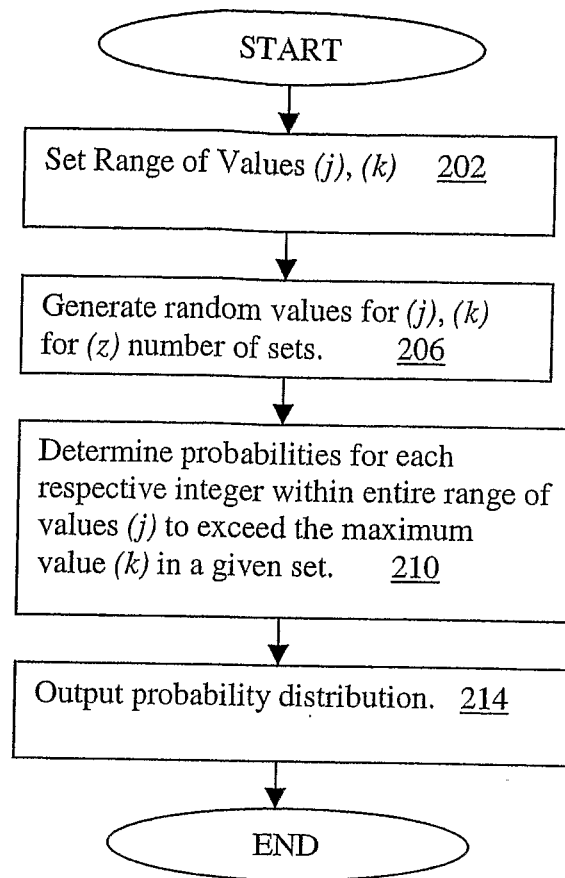 START
Set Range of Values (j), (k) 202
Generate random values for (j), (k)
for (z) number of sets. 206
Determine probabilities for each
respective integer within entire range of
values (j) to exceed the maximum
value (k) in a given set. 210
Output probability distribution. 214
END